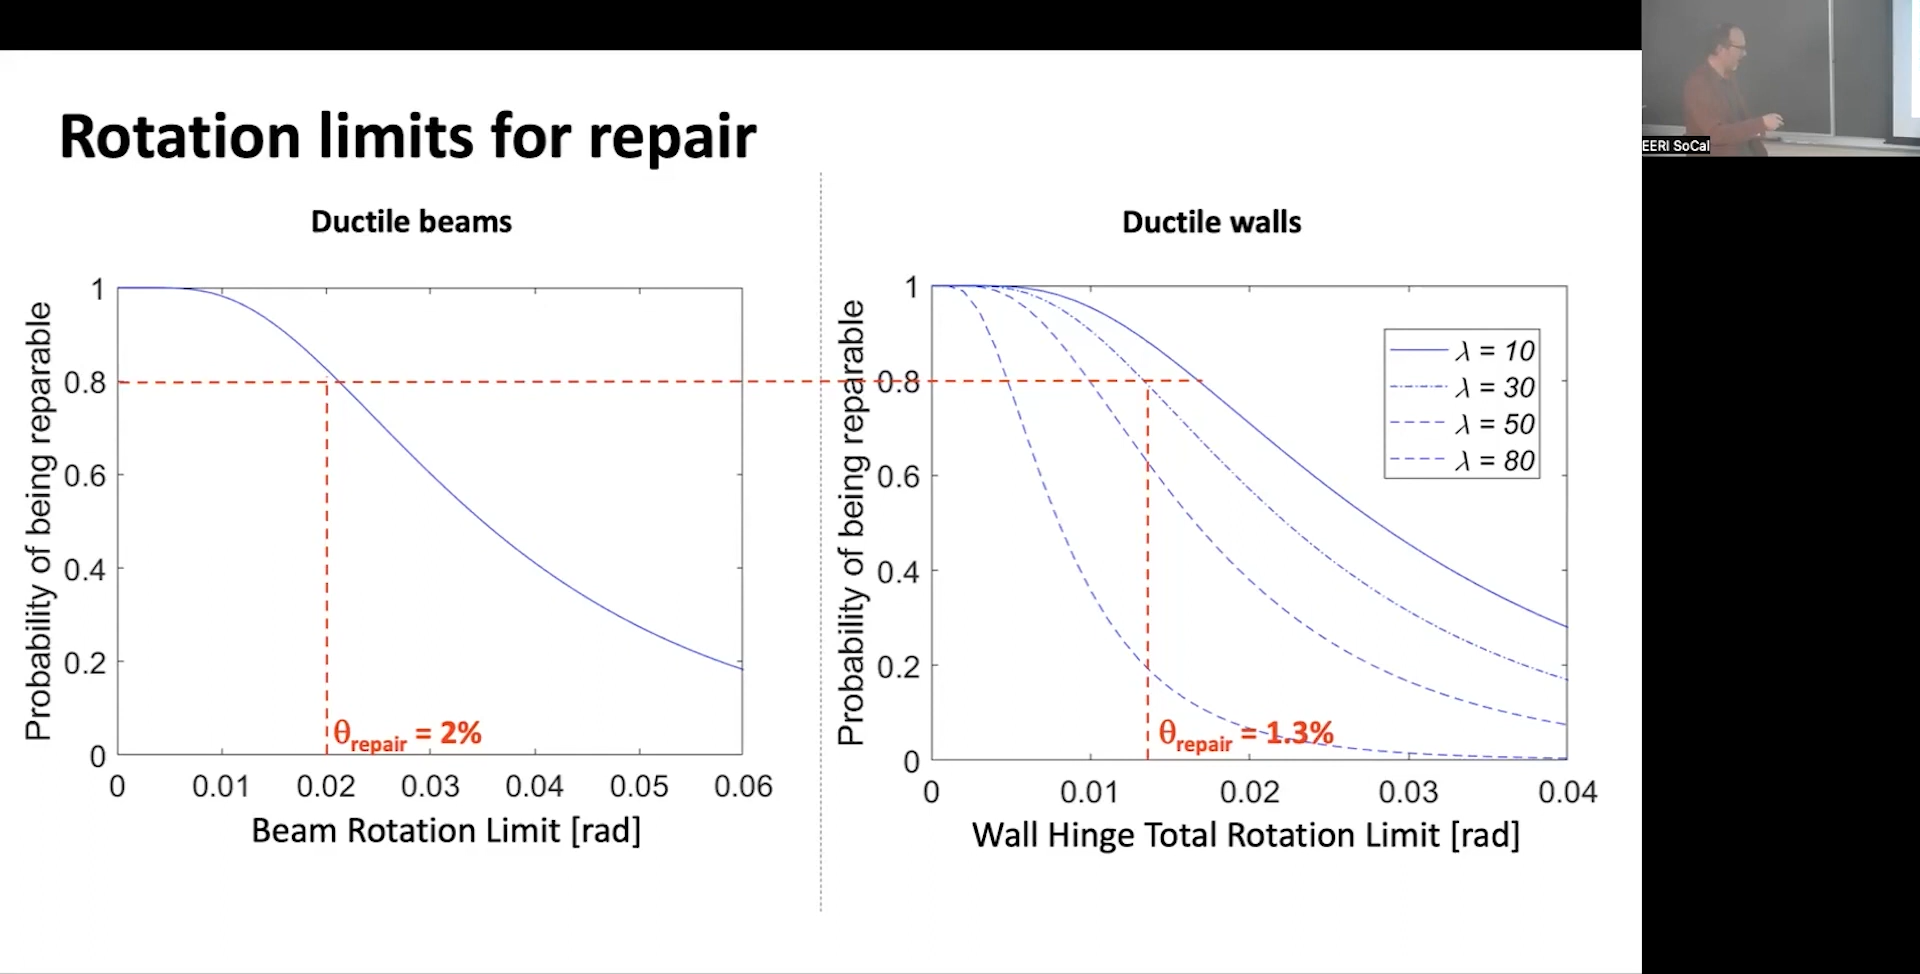 Rotation limits for repair
EERI SoCal
Ductile beams
Probability of being reparable
1
0.8
0.6
0.4
0.2
0
θrepair = 2%
0
0.01
0.02
0.03
0.04
0.05
0.06
Beam Rotation Limit [rad]
Ductile walls
Probability of being reparable
1
0.8
0.6
0.4
0.2
0
λ = 10
λ = 30
λ = 50
λ = 80
θrepair = 1.3%
0
0.01
0.02
0.03
0.04
Wall Hinge Total Rotation Limit [rad]